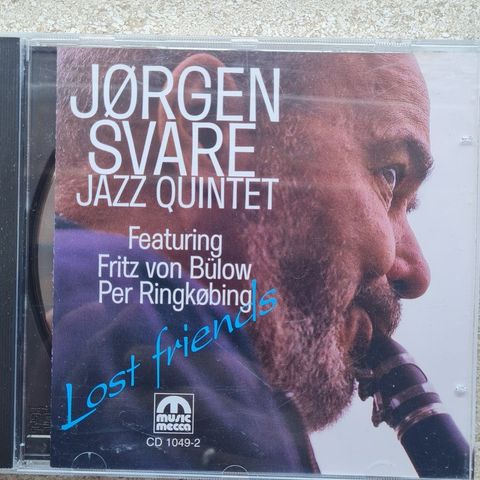 JØRGEN
SVARE
JAZZ QUINTET
Featuring
Fritz von Bülow
Per Ringkøbing
Lost friends
music
mecca
CD 1049-2